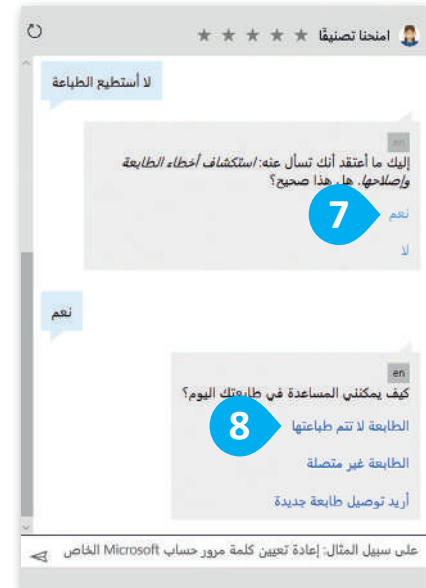 امنحنا تصنيفًا
لا أستطيع الطباعة
en
إليك ما أعتقد أنك تسأل عنه: استكشاف أخطاء الطابعة
وإصلاحها. هل هذا صحيح؟
نعم
7
لا
نعم
en
كيف يمكنني المساعدة في طابعتك اليوم؟
الطابعة لا تتم طباعتها
8
الطابعة غير متصلة
أريد توصيل طابعة جديدة
على سبيل المثال: إعادة تعيين كلمة مرور حساب Microsoft الخاص